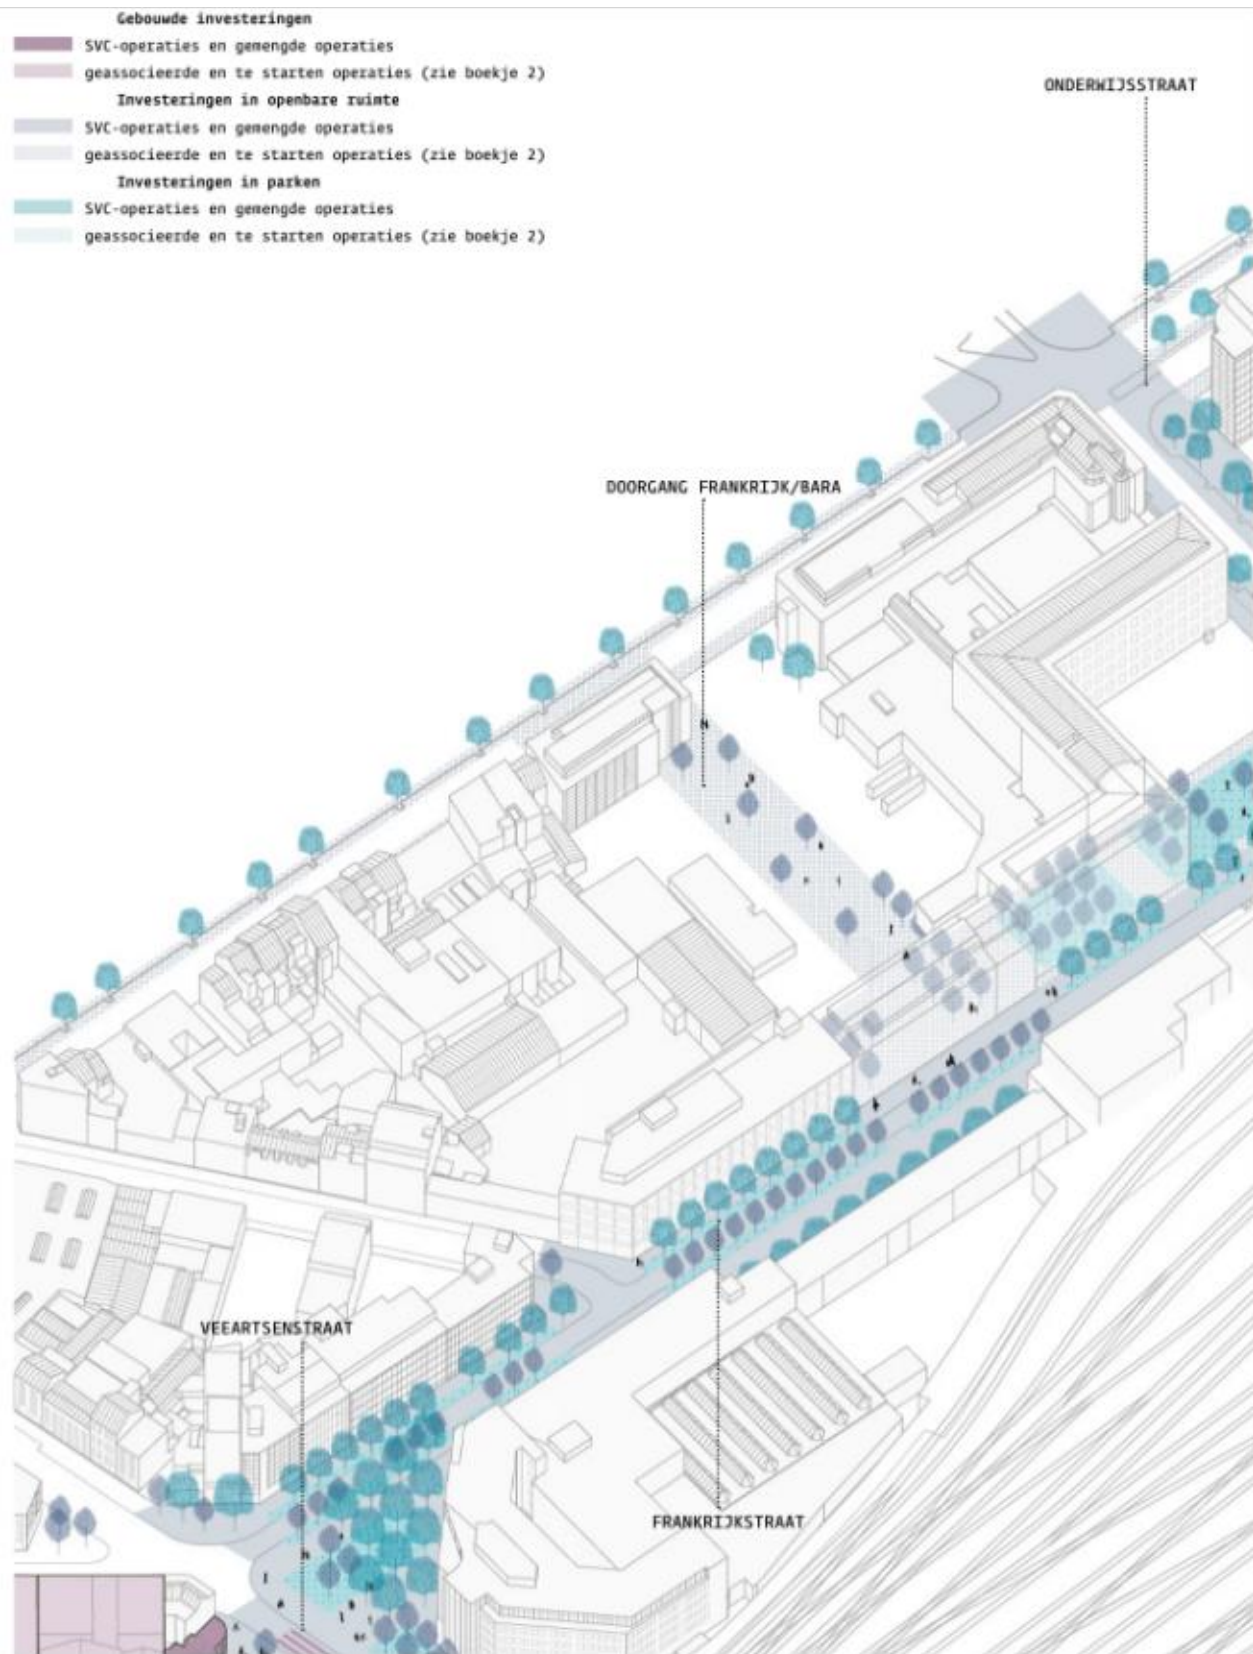 Gebouwde investeringen
SVC-operaties en gemengde operaties
geassocieerde en te starten operaties (zie boekje 2)
Investeringen in openbare ruimte
SVC-operaties en gemengde operaties
geassocieerde en te starten operaties (zie boekje 2)
Investeringen in parken
SVC-operaties en gemengde operaties
geassocieerde en te starten operaties (zie boekje 2)
ONDERWIJSSTRAAT
DOORGANG FRANKRIJK/BARA
VEEARTSENSTRAAT
FRANKRIJKSTRAAT